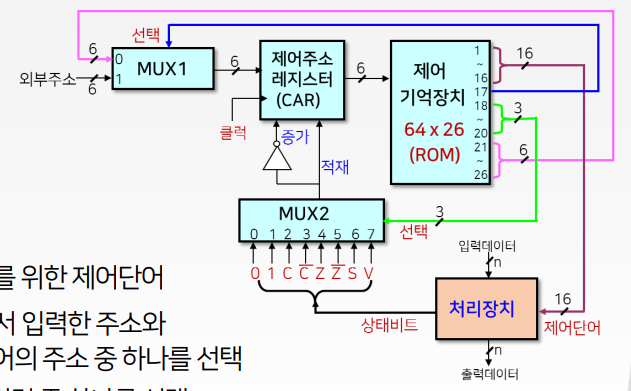 선택
6
0
MUX1
외부주소
1
6
6
제어주소
레지스터
(CAR)
클럭
증가
적재
6
제어
기억장치
64 x 26
(ROM)
1
~
16
17
18
~
20
21
~
26
16
3
6
MUX2
0 1 2 3 4 5 6 7
0 1 C C̅ Z Z̅ S V
3
선택
상태비트
입력데이터
n
처리장치
16
제어단어
n
출력데이터
를 위한 제어단어
서 입력한 주소와
어의 주소 중 하나를 선택